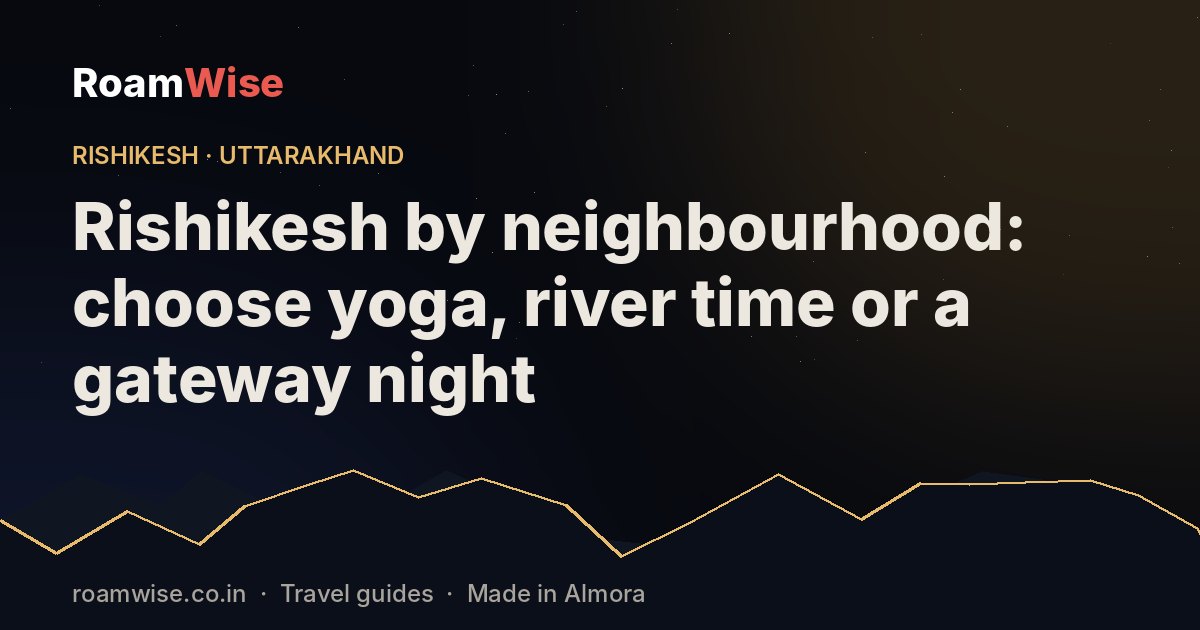 RoamWise
RISHIKESH · UTTARAKHAND
Rishikesh by neighbourhood:
choose yoga, river time or a
gateway night
roamwise.co.in · Travel guides · Made in Almora